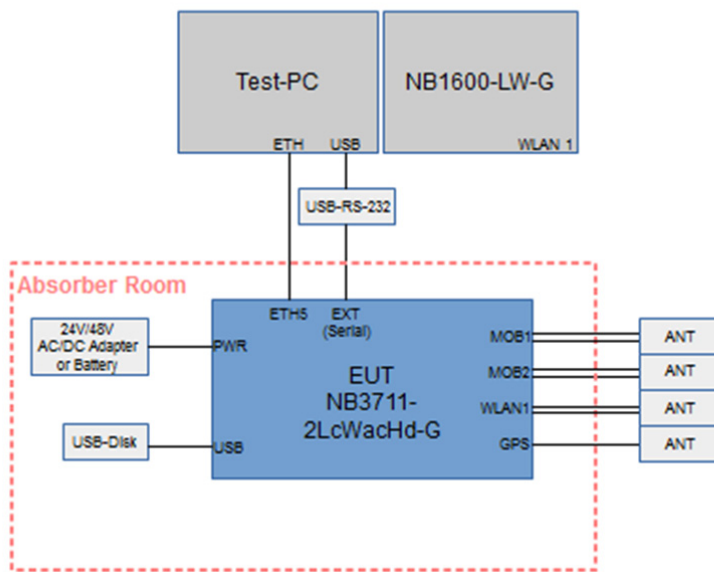 Test-PC
NB1600-LW-G
ETH
USB
WLAN 1
USB-RS-232
Absorber Room
24V/48V
AC/DC Adapter
or Battery
PWR
USB-Disk
USB
ETH5
EXT
(Serial)
EUT
NB3711-
2LcWacHd-G
MOB1
MOB2
WLAN1
GPS
ANT
ANT
ANT
ANT